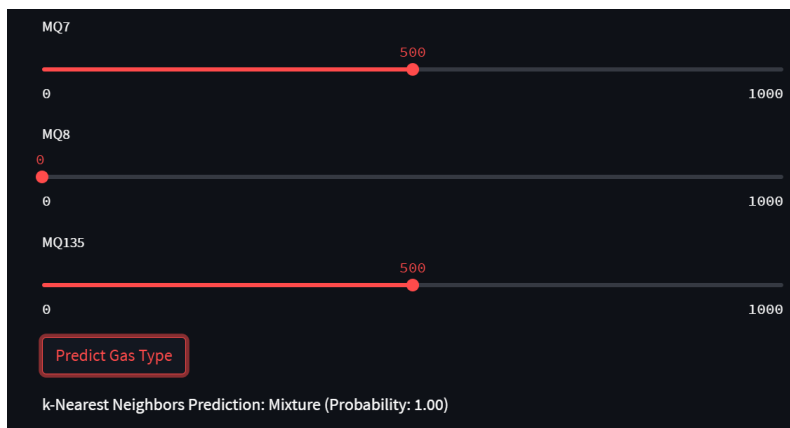 MQ7
500
0 1000
MQ8
0
0 1000
MQ135
500
0 1000
Predict Gas Type
k-Nearest Neighbors Prediction: Mixture (Probability: 1.00)